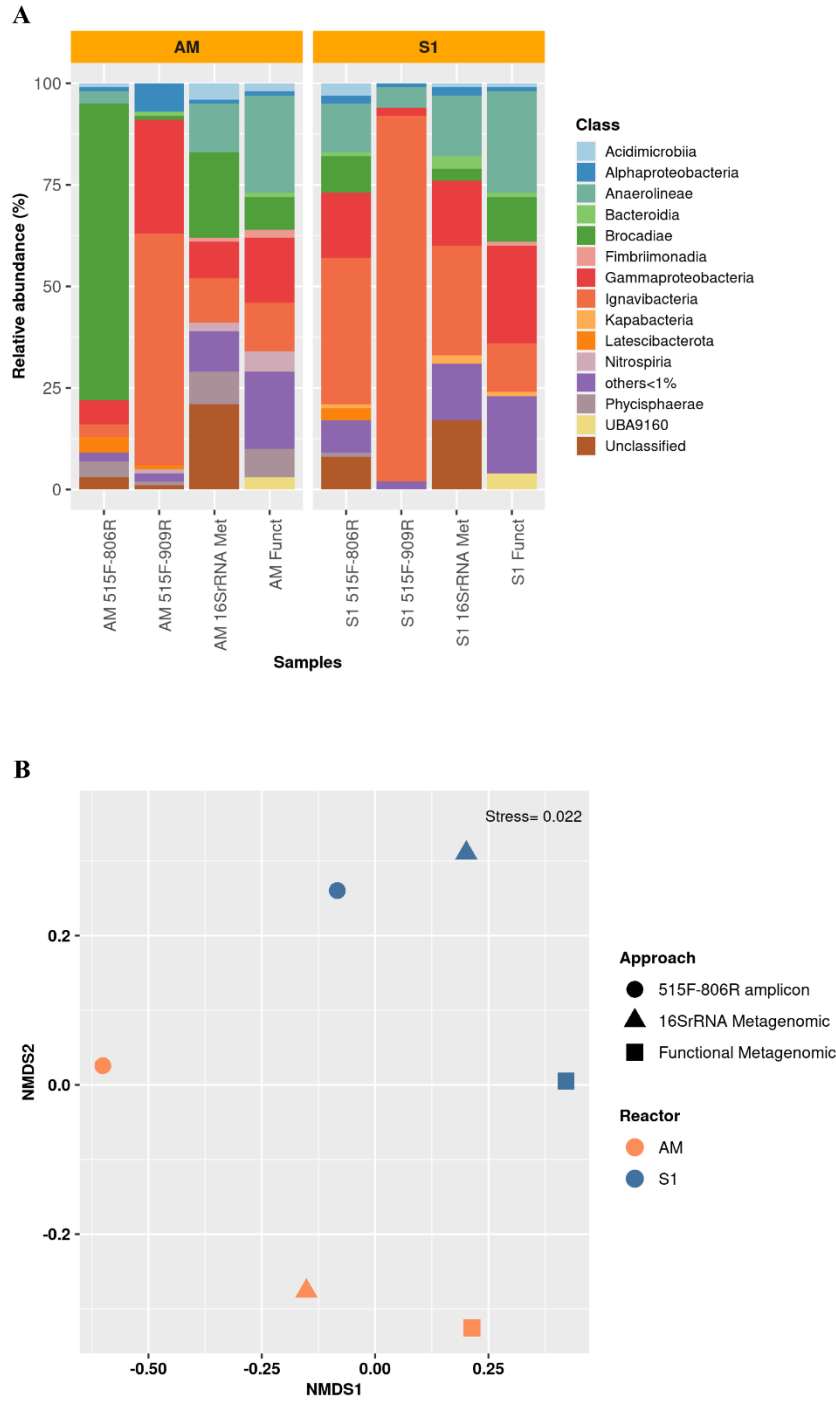 A
AM
S1
100
75
50
25
0
Relative abundance (%)
AM 515F-806R
AM 515F-909R
AM 16SrRNA Met
AM Funct
S1 515F-806R
S1 515F-909R
S1 16SrRNA Met
S1 Funct
Samples
Class
Acidimicrobiia
Alphaproteobacteria
Anaerolineae
Bacteroidia
Brocadiae
Fimbriimonadia
Gammaproteobacteria
Ignavibacteria
Kapabacteria
Latescibacterota
Nitrospiria
others<1%
Phycisphaerae
UBA9160
Unclassified
B
Stress= 0.022
0.2
0.0
-0.2
NMDS2
-0.50
-0.25
0.00
0.25
NMDS1
Approach
515F-806R amplicon
16SrRNA Metagenomic
Functional Metagenomic
Reactor
AM
S1